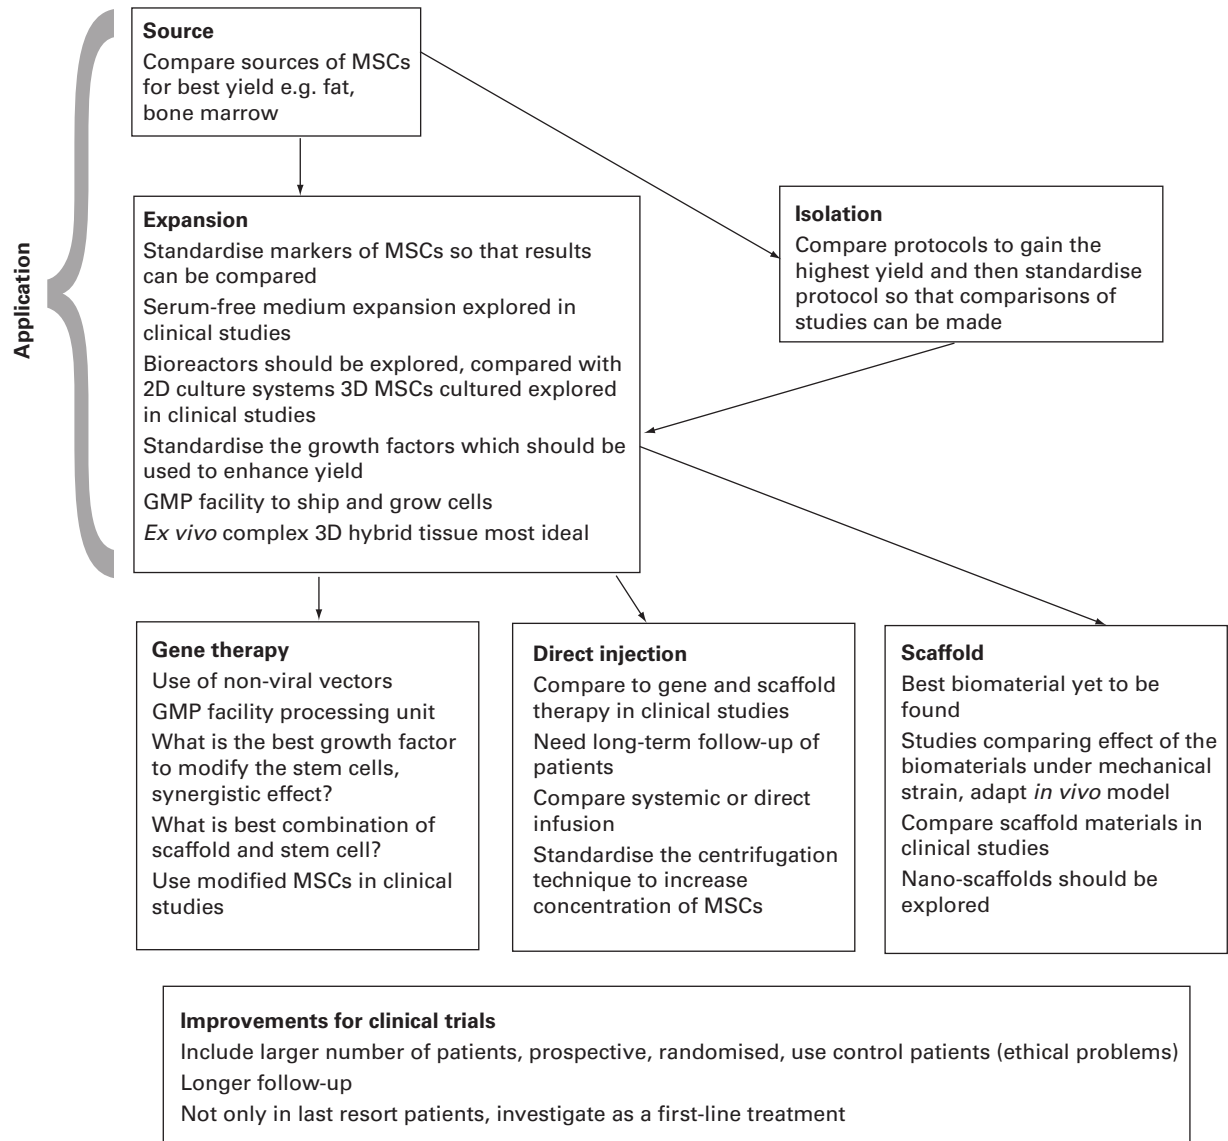 Application
Source
Compare sources of MSCs
for best yield e.g. fat,
bone marrow
Expansion
Standardise markers of MSCs so that results
can be compared
Serum-free medium expansion explored in
clinical studies
Bioreactors should be explored, compared with
2D culture systems 3D MSCs cultured explored
in clinical studies
Standardise the growth factors which should be
used to enhance yield
GMP facility to ship and grow cells
Ex vivo complex 3D hybrid tissue most ideal
Isolation
Compare protocols to gain the
highest yield and then standardise
protocol so that comparisons of
studies can be made
Gene therapy
Use of non-viral vectors
GMP facility processing unit
What is the best growth factor
to modify the stem cells,
synergistic effect?
What is best combination of
scaffold and stem cell?
Use modified MSCs in clinical
studies
Direct injection
Compare to gene and scaffold
therapy in clinical studies
Need long-term follow-up of
patients
Compare systemic or direct
infusion
Standardise the centrifugation
technique to increase
concentration of MSCs
Scaffold
Best biomaterial yet to be
found
Studies comparing effect of the
biomaterials under mechanical
strain, adapt in vivo model
Compare scaffold materials in
clinical studies
Nano-scaffolds should be
explored
Improvements for clinical trials
Include larger number of patients, prospective, randomised, use control patients (ethical problems)
Longer follow-up
Not only in last resort patients, investigate as a first-line treatment